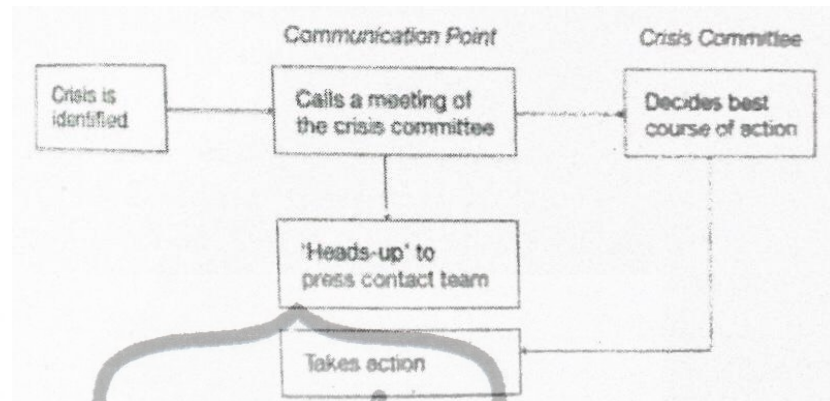 Communication Point
Crisis Committee
Crisis is
identified
Calls a meeting of
the crisis committee
Decides best
course of action
'Heads-up' to
press contact team
Takes action